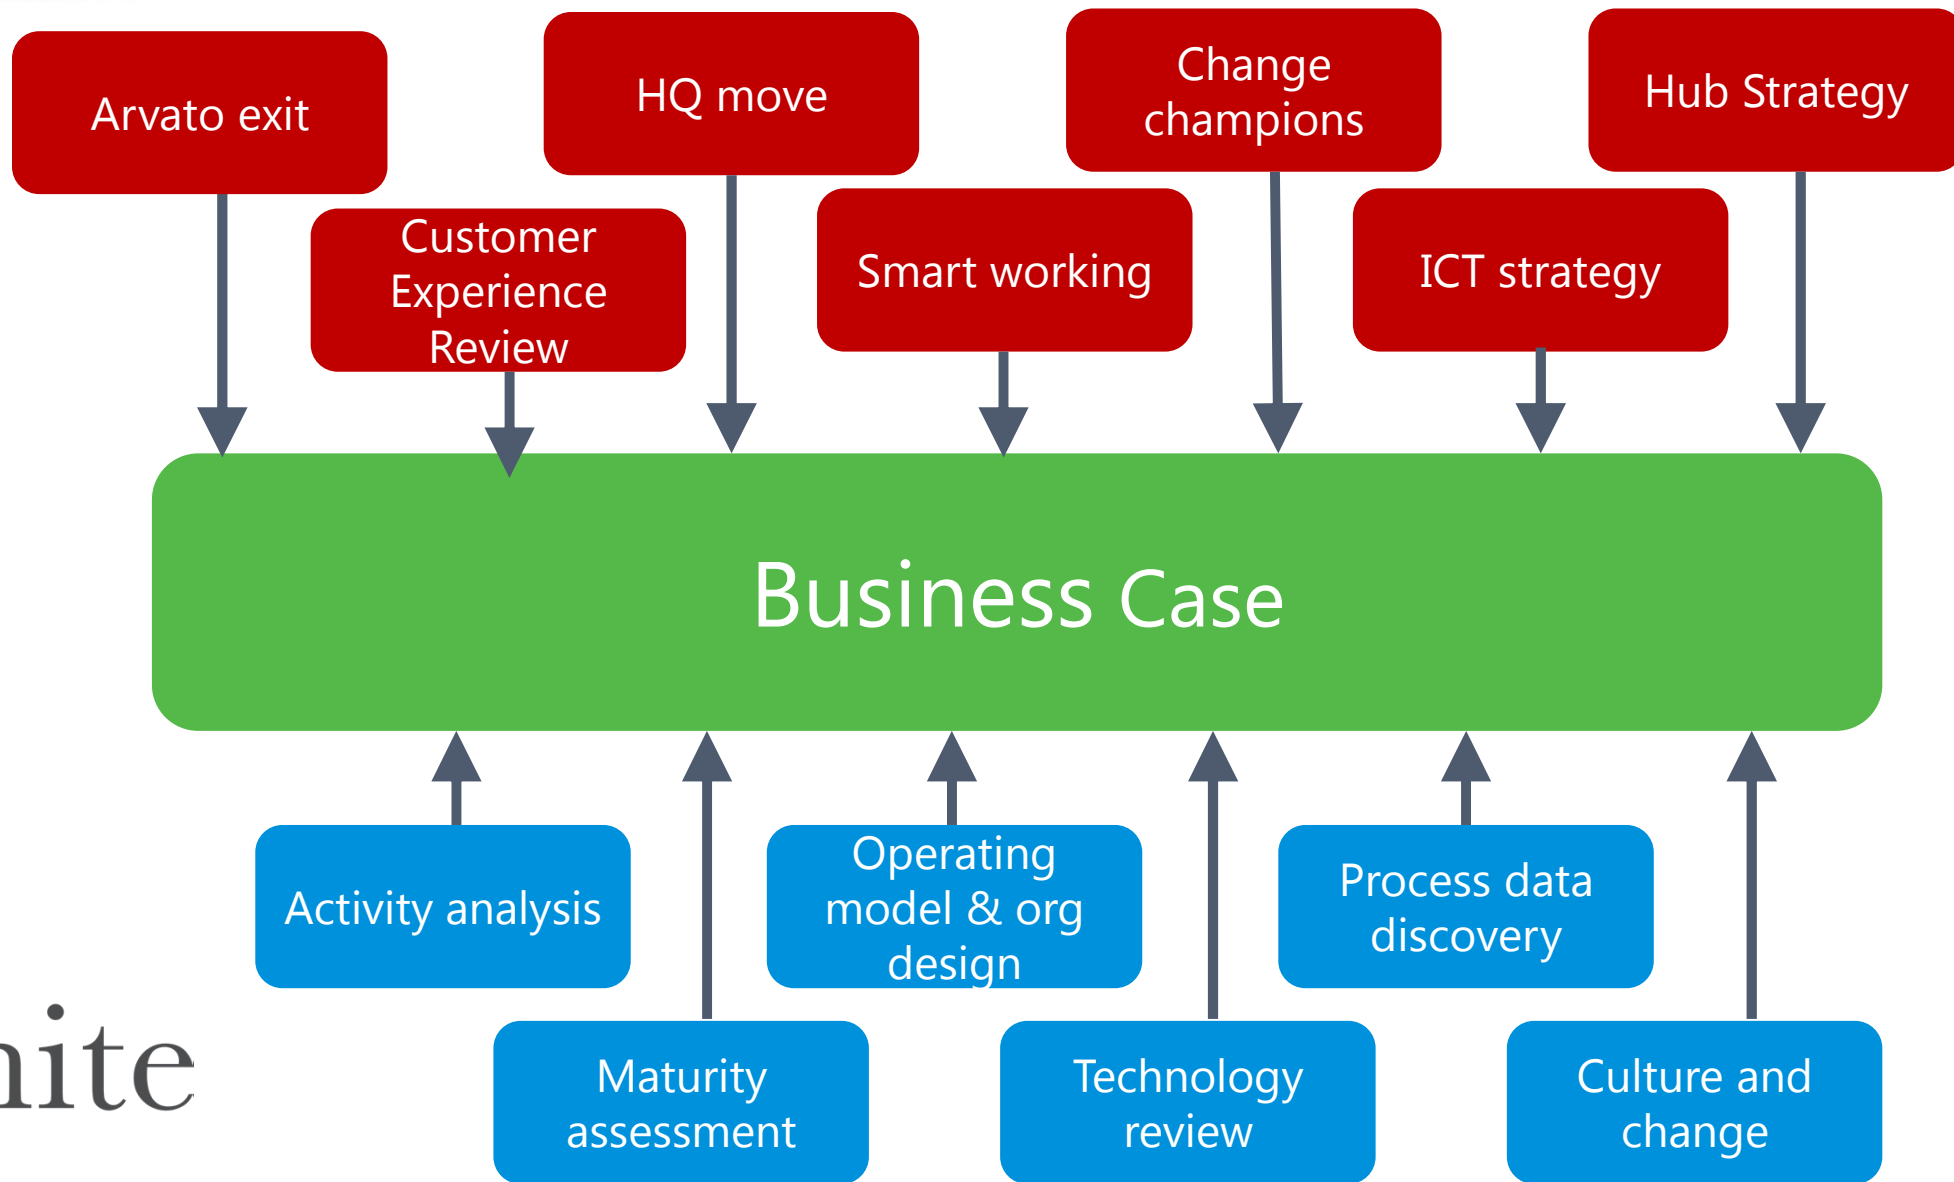 Arvato exit
HQ move
Change
champions
Hub Strategy
Customer
Experience
Review
Smart working
ICT strategy
Business Case
Activity analysis
Operating
model & org
design
Process data
discovery
Maturity
assessment
Technology
review
Culture and
change